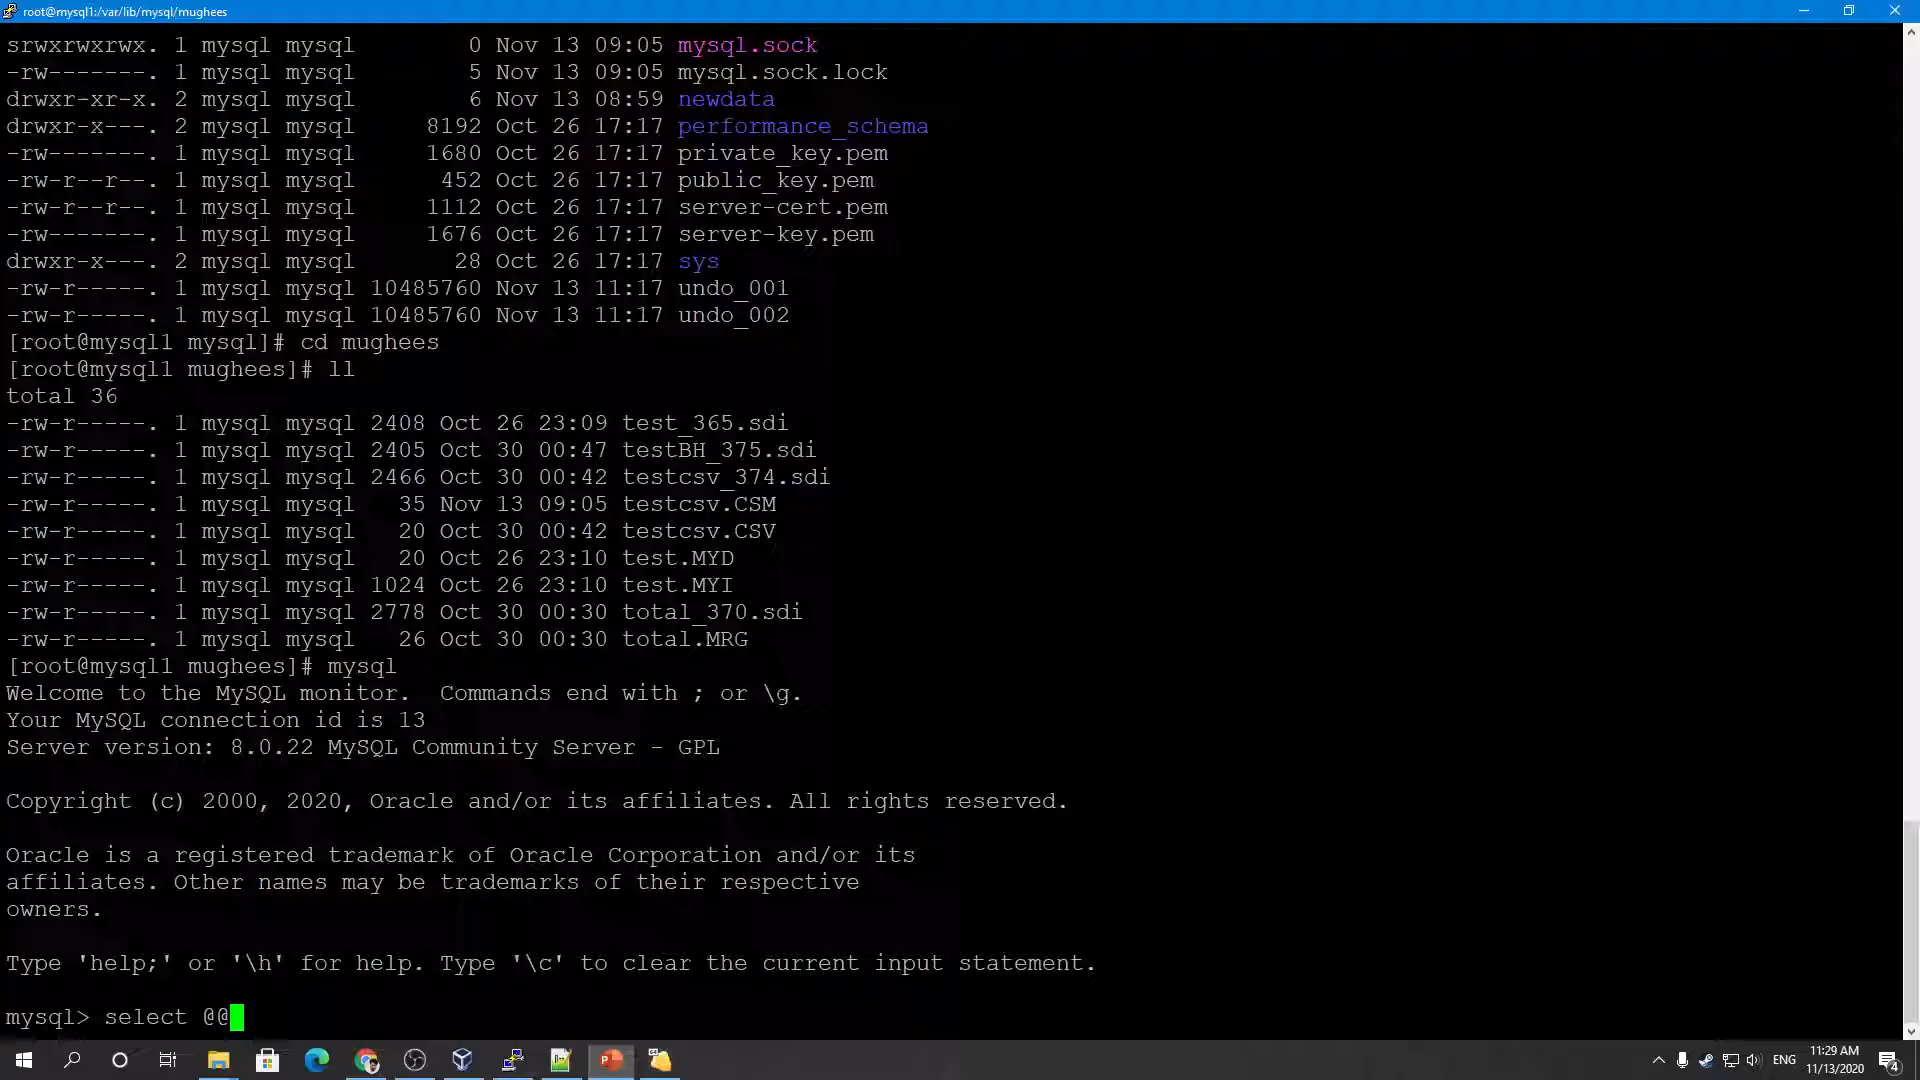 root@mysql1:/var/lib/mysql/mughees
srwxrwxrwx. 1 mysql mysql        0 Nov 13 09:05 mysql.sock
-rw-------. 1 mysql mysql        5 Nov 13 09:05 mysql.sock.lock
drwxr-xr-x. 2 mysql mysql        6 Nov 13 08:59 newdata
drwxr-x---. 2 mysql mysql     8192 Oct 26 17:17 performance_schema
-rw-------. 1 mysql mysql     1680 Oct 26 17:17 private_key.pem
-rw-r--r--. 1 mysql mysql      452 Oct 26 17:17 public_key.pem
-rw-r--r--. 1 mysql mysql     1112 Oct 26 17:17 server-cert.pem
-rw-------. 1 mysql mysql     1676 Oct 26 17:17 server-key.pem
drwxr-x---. 2 mysql mysql       28 Oct 26 17:17 sys
-rw-r-----. 1 mysql mysql 10485760 Nov 13 11:17 undo_001
-rw-r-----. 1 mysql mysql 10485760 Nov 13 11:17 undo_002
[root@mysql1 mysql]# cd mughees
[root@mysql1 mughees]# ll
total 36
-rw-r-----. 1 mysql mysql 2408 Oct 26 23:09 test_365.sdi
-rw-r-----. 1 mysql mysql 2405 Oct 30 00:47 testBH_375.sdi
-rw-r-----. 1 mysql mysql 2466 Oct 30 00:42 testcsv_374.sdi
-rw-r-----. 1 mysql mysql   35 Nov 13 09:05 testcsv.CSM
-rw-r-----. 1 mysql mysql   20 Oct 30 00:42 testcsv.CSV
-rw-r-----. 1 mysql mysql   20 Oct 26 23:10 test.MYD
-rw-r-----. 1 mysql mysql 1024 Oct 26 23:10 test.MYI
-rw-r-----. 1 mysql mysql 2778 Oct 30 00:30 total_370.sdi
-rw-r-----. 1 mysql mysql   26 Oct 30 00:30 total.MRG
[root@mysql1 mughees]# mysql
Welcome to the MySQL monitor.  Commands end with ; or \g.
Your MySQL connection id is 13
Server version: 8.0.22 MySQL Community Server - GPL
Copyright (c) 2000, 2020, Oracle and/or its affiliates. All rights reserved.
Oracle is a registered trademark of Oracle Corporation and/or its
affiliates. Other names may be trademarks of their respective
owners.
Type 'help;' or '\h' for help. Type '\c' to clear the current input statement.
mysql> select @@
ENG
11:29 AM
11/13/2020
4